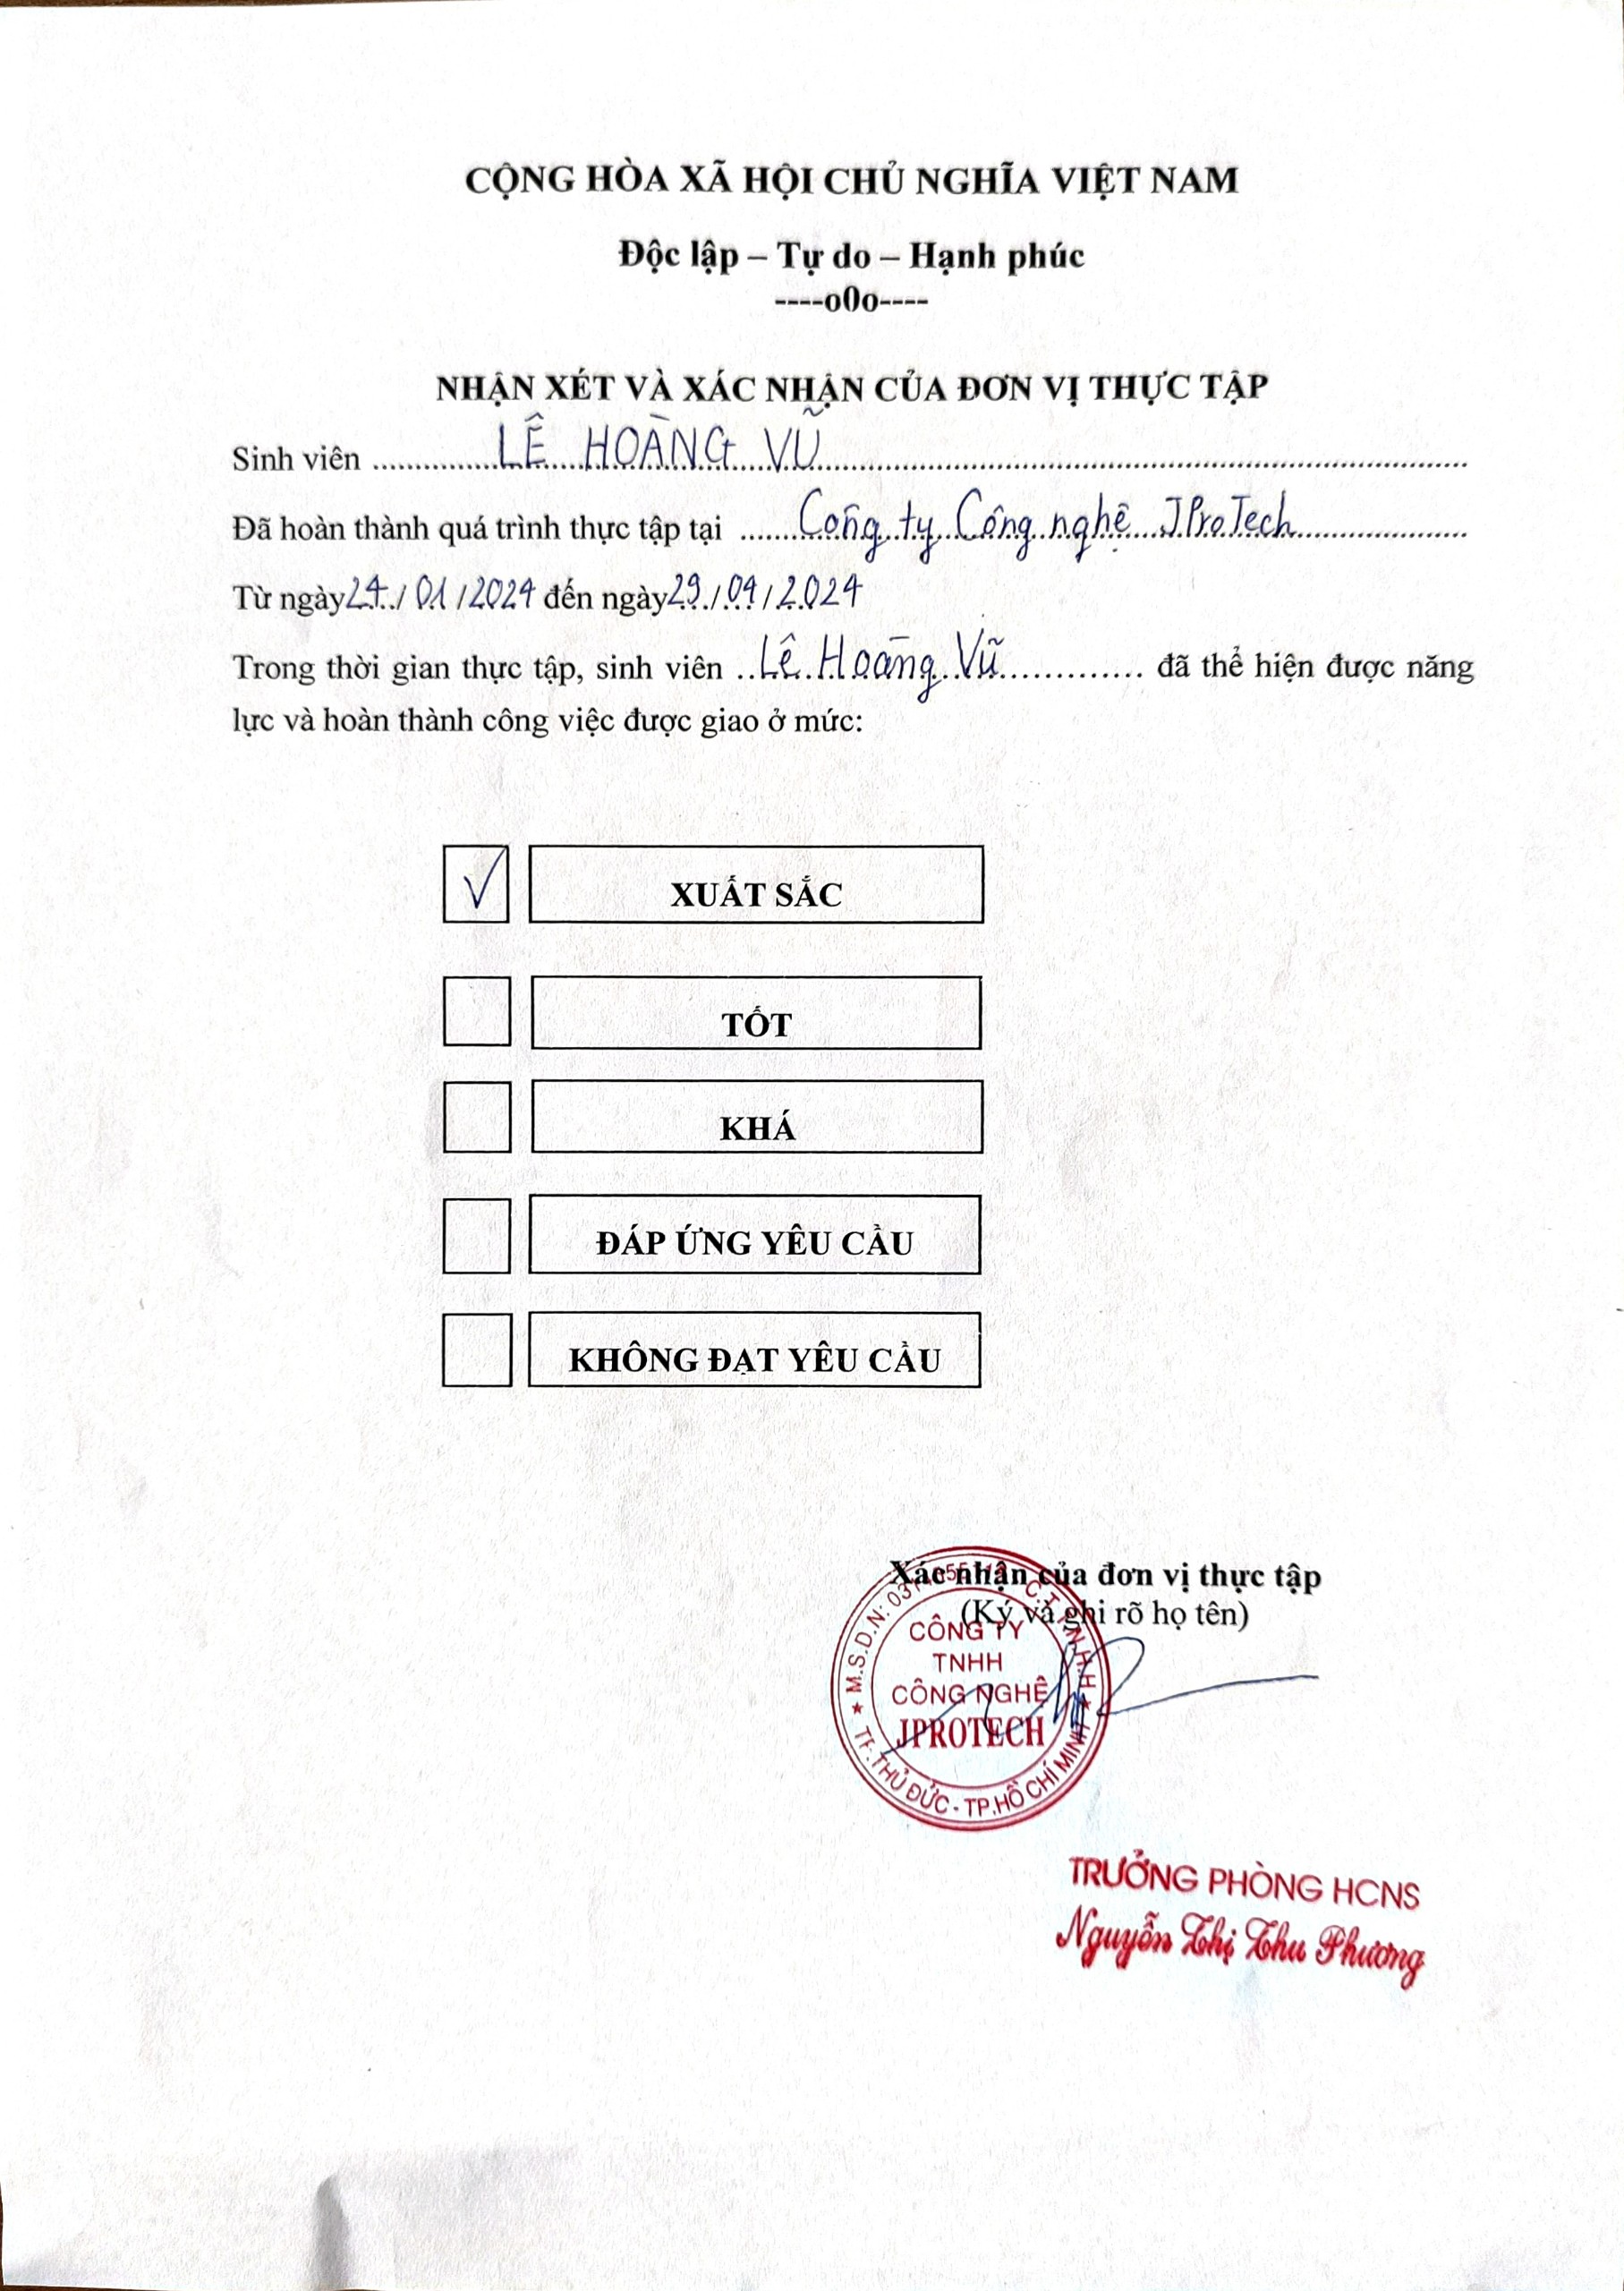 CỘNG HÒA XÃ HỘI CHỦ NGHĨA VIỆT NAM
Độc lập – Tự do – Hạnh phúc
----o0o----
NHẬN XÉT VÀ XÁC NHẬN CỦA ĐƠN VỊ THỰC TẬP
Sinh viên LÊ HOÀNG VŨ
Đã hoàn thành quá trình thực tập tại Công ty Công nghệ JProTech
Từ ngày 24/01/2024 đến ngày 29/04/2024
Trong thời gian thực tập, sinh viên Lê Hoàng Vũ đã thể hiện được năng
lực và hoàn thành công việc được giao ở mức:
√ XUẤT SẮC
TỐT
KHÁ
ĐÁP ỨNG YÊU CẦU
KHÔNG ĐẠT YÊU CẦU
Xác nhận của đơn vị thực tập
(Ký và ghi rõ họ tên)
M.S.D.N: C.T.T.N.H.H
CÔNG TY
TNHH
CÔNG NGHỆ
JPROTECH
TP.THỦ ĐỨC - TP.HỒ CHÍ MINH
TRƯỞNG PHÒNG HCNS
Nguyễn Thị Thu Phương